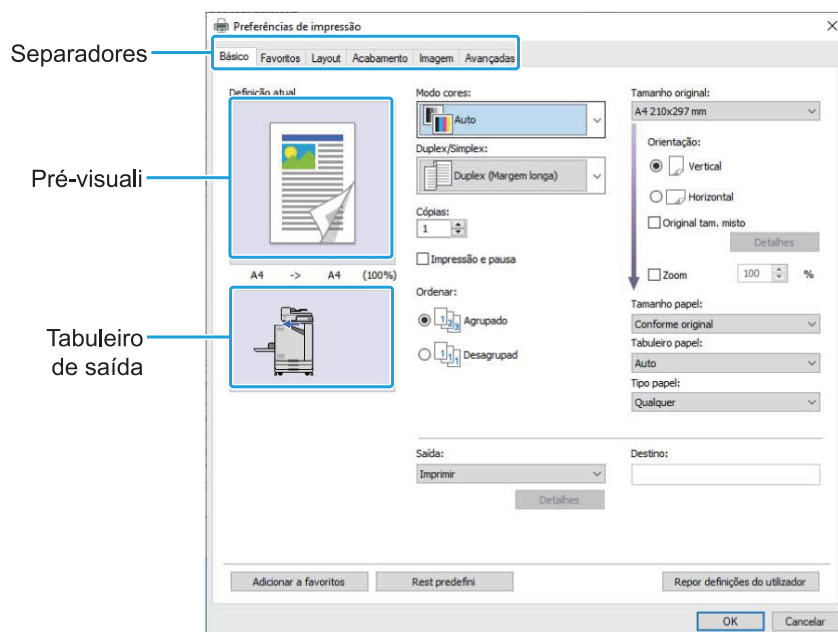 Preferências de impressão
Separadores
Básico Favoritos Layout Acabamento Imagem Avançadas
Definição atual
Pré-visuali
A4 -> A4 (100%)
Tabuleiro
de saída
Modo cores:
Auto
Duplex/Simplex:
Duplex (Margem longa)
Cópias:
1
Impressão e pausa
Ordenar:
Agrupado
Desagrupad
Tamanho original:
A4 210x297 mm
Orientação:
Vertical
Horizontal
Original tam. misto
Detalhes
Zoom 100 %
Tamanho papel:
Conforme original
Tabuleiro papel:
Auto
Tipo papel:
Qualquer
Saída:
Imprimir
Detalhes
Destino:
Adicionar a favoritos Rest predefini Repor definições do utilizador
OK Cancelar